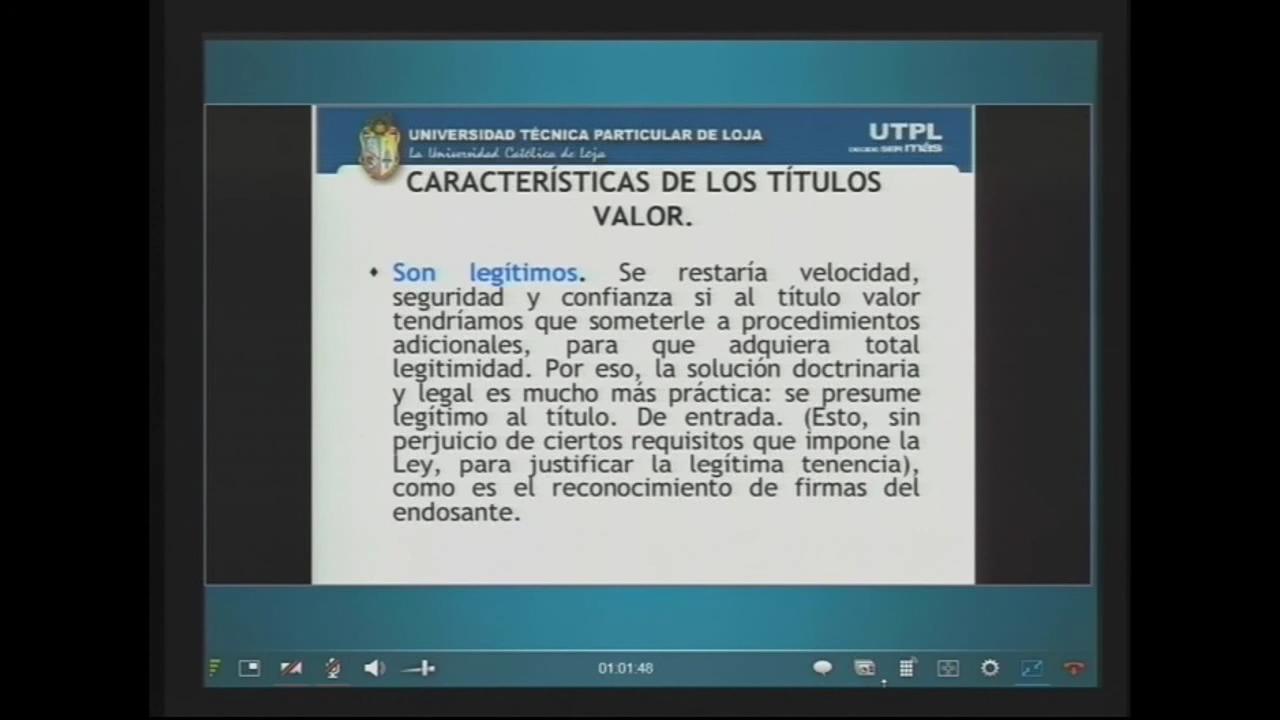 UNIVERSIDAD TÉCNICA PARTICULAR DE LOJA
La Universidad Católica de Loja
UTPL
DECIDE SER más
CARACTERÍSTICAS DE LOS TÍTULOS
VALOR.
Son legítimos. Se restaría velocidad,
seguridad y confianza si al título valor
tendríamos que someterle a procedimientos
adicionales, para que adquiera total
legitimidad. Por eso, la solución doctrinaria
y legal es mucho más práctica: se presume
legítimo al título. De entrada. (Esto, sin
perjuicio de ciertos requisitos que impone la
Ley, para justificar la legítima tenencia),
como es el reconocimiento de firmas del
endosante.
01:01:48